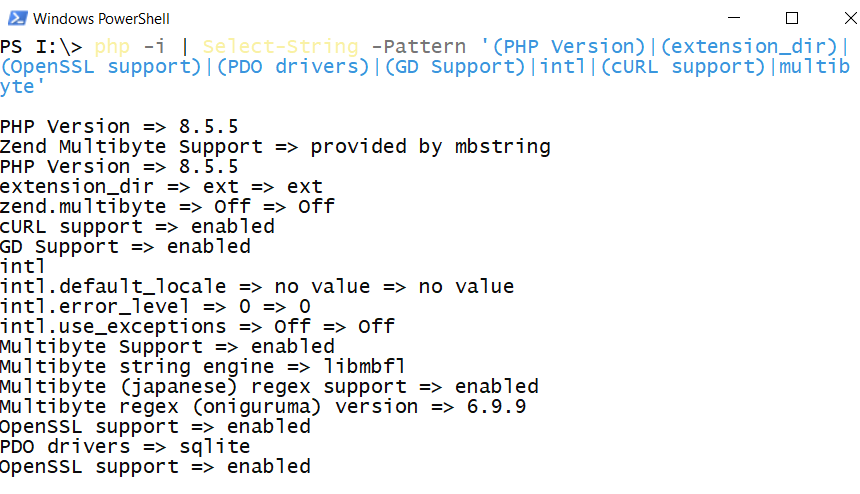 Windows PowerShell
PS I:\> php -i | Select-String -Pattern '(PHP Version)|(extension_dir)|
(OpenSSL support)|(PDO drivers)|(GD Support)|intl|(cURL support)|multib
yte'
PHP Version => 8.5.5
Zend Multibyte Support => provided by mbstring
PHP Version => 8.5.5
extension_dir => ext => ext
zend.multibyte => Off => Off
cURL support => enabled
GD Support => enabled
intl
intl.default_locale => no value => no value
intl.error_level => 0 => 0
intl.use_exceptions => Off => Off
Multibyte Support => enabled
Multibyte string engine => libmbfl
Multibyte (japanese) regex support => enabled
Multibyte regex (oniguruma) version => 6.9.9
OpenSSL support => enabled
PDO drivers => sqlite
OpenSSL support => enabled